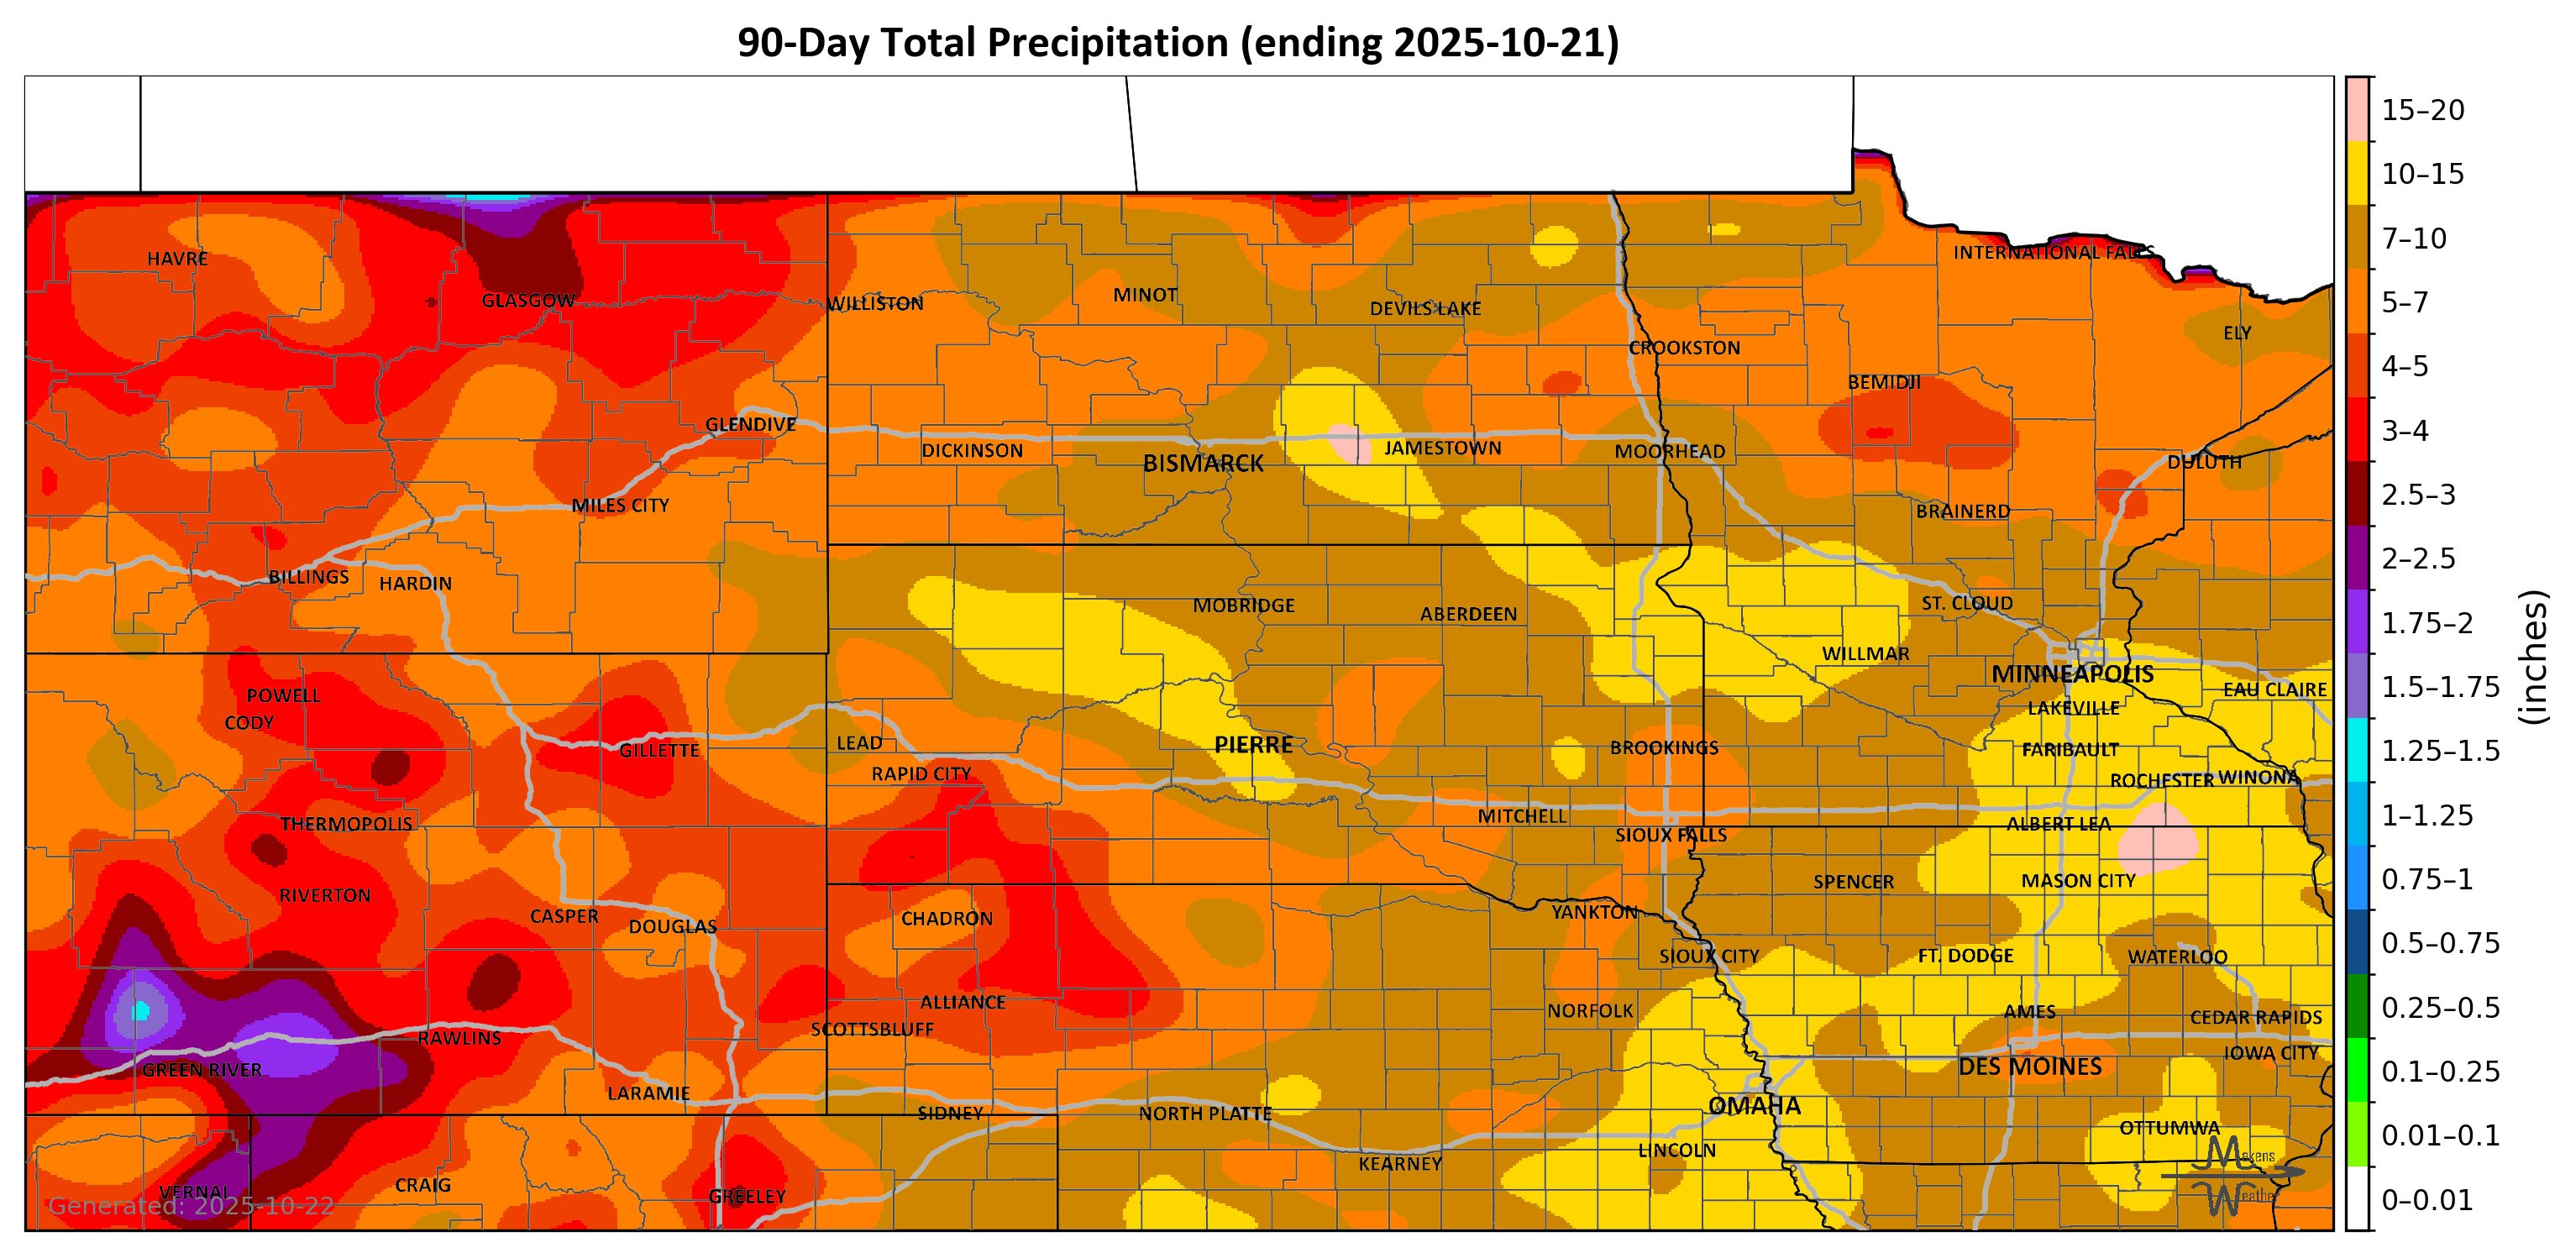 90-Day Total Precipitation (ending 2025-10-21)
15–20
10–15
7–10
5–7
4–5
3–4
2.5–3
2–2.5
1.75–2
1.5–1.75
1.25–1.5
1–1.25
0.75–1
0.5–0.75
0.25–0.5
0.1–0.25
0.01–0.1
0–0.01
(inches)
HAVRE
INTERNATIONAL FALLS
GLASGOW
WILLISTON
MINOT
DEVILS LAKE
ELY
CROOKSTON
BEMIDJI
GLENDIVE
DICKINSON
BISMARCK
JAMESTOWN
MOORHEAD
DULUTH
MILES CITY
BRAINERD
BILLINGS
HARDIN
MOBRIDGE
ABERDEEN
ST. CLOUD
WILLMAR
MINNEAPOLIS
EAU CLAIRE
POWELL
CODY
LAKEVILLE
GILLETTE
LEAD
PIERRE
BROOKINGS
FARIBAULT
RAPID CITY
ROCHESTER
WINONA
THERMOPOLIS
MITCHELL
SIOUX FALLS
ALBERT LEA
RIVERTON
SPENCER
MASON CITY
CASPER
DOUGLAS
CHADRON
YANKTON
SIOUX CITY
FT. DODGE
WATERLOO
ALLIANCE
NORFOLK
AMES
CEDAR RAPIDS
RAWLINS
SCOTTSBLUFF
GREEN RIVER
DES MOINES
IOWA CITY
LARAMIE
SIDNEY
NORTH PLATTE
OMAHA
OTTUMWA
LINCOLN
KEARNEY
VERNAL
CRAIG
GREELEY
Generated: 2025-10-22
Makens
Weather